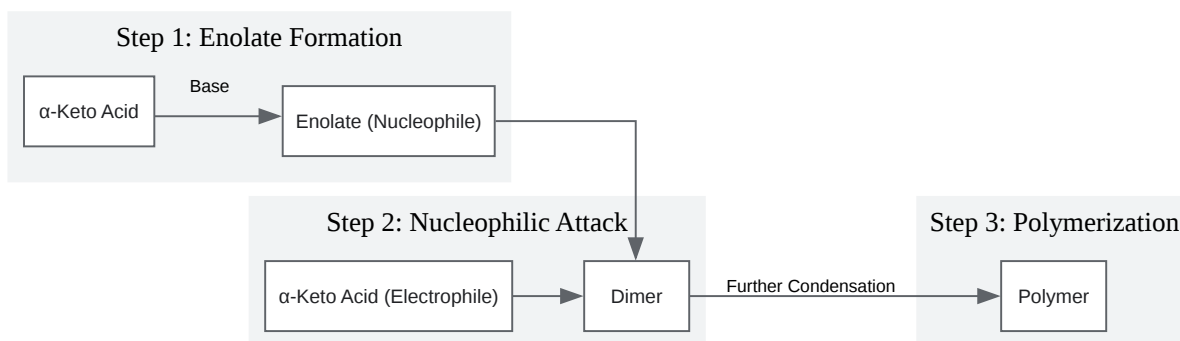 Step 1: Enolate Formation
α-Keto Acid
Base
Enolate (Nucleophile)
Step 2: Nucleophilic Attack
α-Keto Acid (Electrophile)
Dimer
Further Condensation
Step 3: Polymerization
Polymer